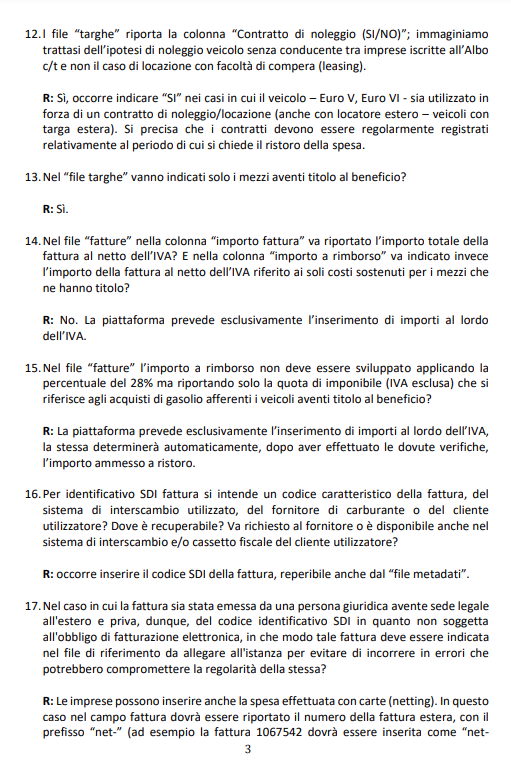 12. I file "targhe" riporta la colonna "Contratto di noleggio (SI/NO)"; immaginiamo
trattasi dell'ipotesi di noleggio veicolo senza conducente tra imprese iscritte all'Albo
c/t e non il caso di locazione con facoltà di compera (leasing).
R: Sì, occorre indicare "SI" nei casi in cui il veicolo – Euro V, Euro VI - sia utilizzato in
forza di un contratto di noleggio/locazione (anche con locatore estero – veicoli con
targa estera). Si precisa che i contratti devono essere regolarmente registrati
relativamente al periodo di cui si chiede il ristoro della spesa.
13. Nel "file targhe" vanno indicati solo i mezzi aventi titolo al beneficio?
R: Sì.
14. Nel file "fatture" nella colonna "importo fattura" va riportato l'importo totale della
fattura al netto dell'IVA? E nella colonna "importo a rimborso" va indicato invece
l'importo della fattura al netto dell'IVA riferito ai soli costi sostenuti per i mezzi che
ne hanno titolo?
R: No. La piattaforma prevede esclusivamente l'inserimento di importi al lordo
dell'IVA.
15. Nel file "fatture" l'importo a rimborso non deve essere sviluppato applicando la
percentuale del 28% ma riportando solo la quota di imponibile (IVA esclusa) che si
riferisce agli acquisti di gasolio afferenti i veicoli aventi titolo al beneficio?
R: La piattaforma prevede esclusivamente l'inserimento di importi al lordo dell'IVA,
la stessa determinerà automaticamente, dopo aver effettuato le dovute verifiche,
l'importo ammesso a ristoro.
16. Per identificativo SDI fattura si intende un codice caratteristico della fattura, del
sistema di interscambio utilizzato, del fornitore di carburante o del cliente
utilizzatore? Dove è recuperabile? Va richiesto al fornitore o è disponibile anche nel
sistema di interscambio e/o cassetto fiscale del cliente utilizzatore?
R: occorre inserire il codice SDI della fattura, reperibile anche dal "file metadati".
17. Nel caso in cui la fattura sia stata emessa da una persona giuridica avente sede legale
all'estero e priva, dunque, del codice identificativo SDI in quanto non soggetta
all'obbligo di fatturazione elettronica, in che modo tale fattura deve essere indicata
nel file di riferimento da allegare all'istanza per evitare di incorrere in errori che
potrebbero compromettere la regolarità della stessa?
R: Le imprese possono inserire anche la spesa effettuata con carte (netting). In questo
caso nel campo fattura dovrà essere riportato il numero della fattura estera, con il
prefisso "net-" (ad esempio la fattura 1067542 dovrà essere inserita come "net-
3